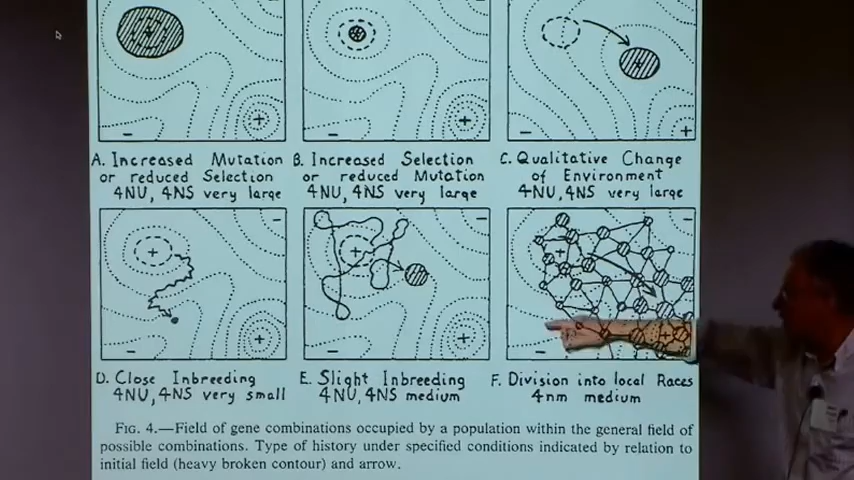 A. Increased Mutation
or reduced Selection
4NU, 4NS very large
B. Increased Selection
or reduced Mutation
4NU, 4NS very large
C. Qualitative Change
of Environment
4NU, 4NS very large
D. Close Inbreeding
4NU, 4NS very small
E. Slight Inbreeding
4NU, 4NS medium
F. Division into local Races
4nm medium
FIG. 4.—Field of gene combinations occupied by a population within the general field of
possible combinations. Type of history under specified conditions indicated by relation to
initial field (heavy broken contour) and arrow.